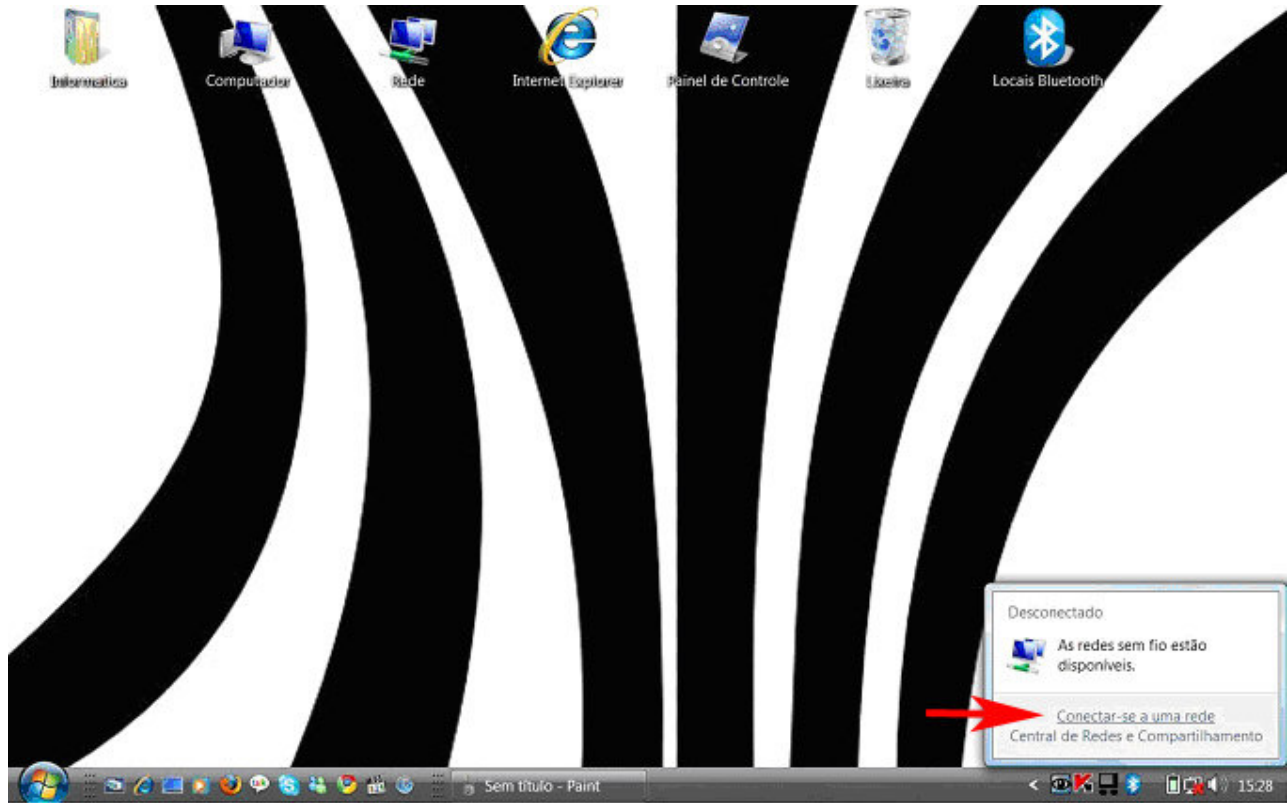 Informatica
Computador
Rede
Internet Explorer
Painel de Controle
Lixeira
Locais Bluetooth
Desconectado
As redes sem fio estão
disponíveis.
Conectar-se a uma rede
Central de Redes e Compartilhamento
Sem título - Paint
<
15:28